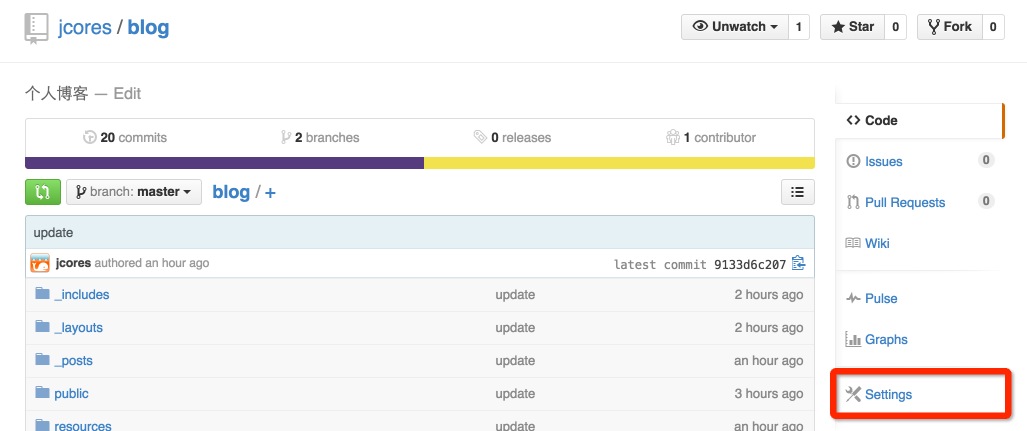 jcores / blog
Unwatch 1 Star 0 Fork 0
个人博客 — Edit
20 commits 2 branches 0 releases 1 contributor
branch: master blog / +
update
jcores authored an hour ago latest commit 9133d6c207
_includes update 2 hours ago
_layouts update 2 hours ago
_posts update an hour ago
public update 3 hours ago
resources update an hour ago
Code
Issues 0
Pull Requests 0
Wiki
Pulse
Graphs
Settings